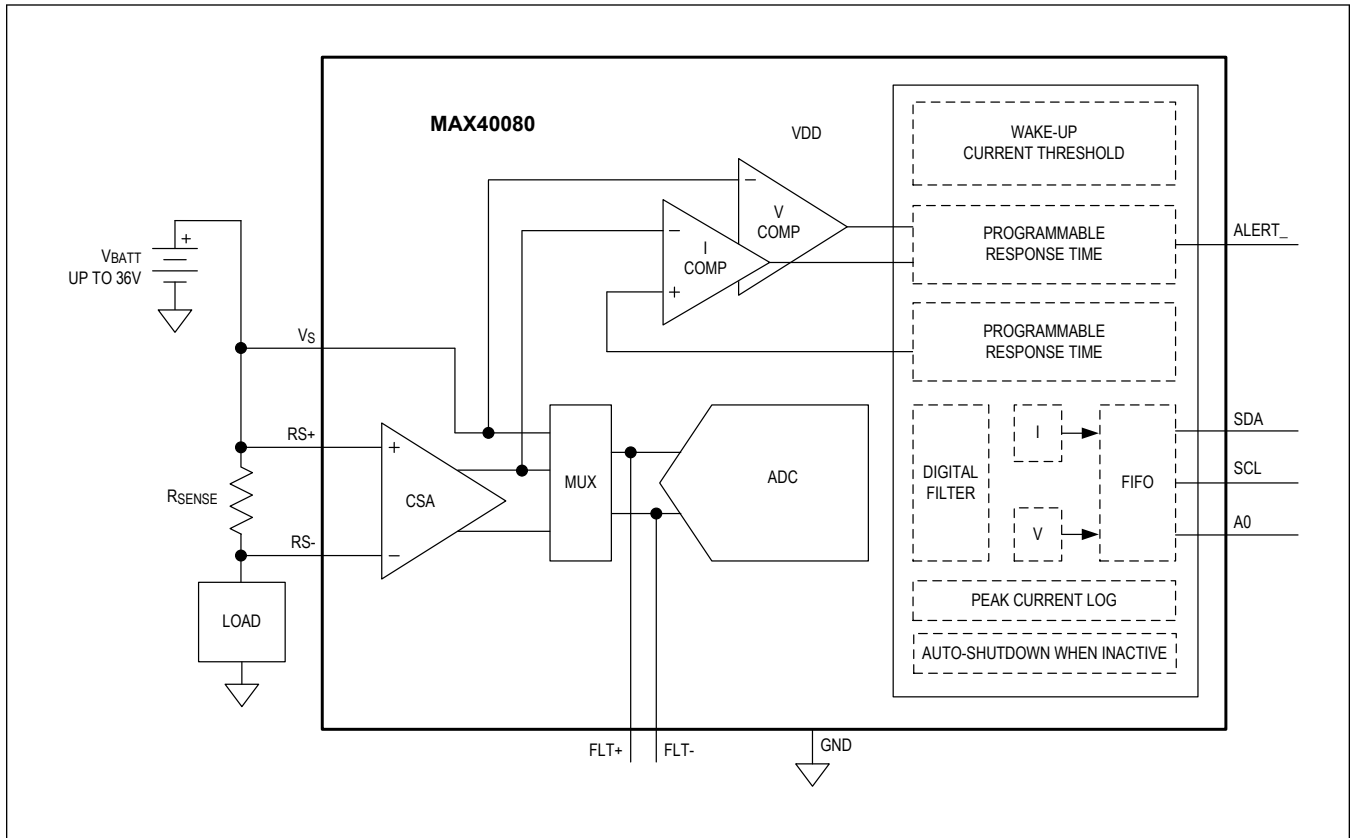 MAX40080
VDD
WAKE-UP
CURRENT THRESHOLD
+
VBATT
UP TO 36V
−
V
COMP
−
I
COMP
+
PROGRAMMABLE
RESPONSE TIME
ALERT_
PROGRAMMABLE
RESPONSE TIME
VS
RS+
+
CSA
RSENSE
RS-
−
LOAD
MUX
ADC
DIGITAL
FILTER
I
V
FIFO
SDA
SCL
A0
PEAK CURRENT LOG
AUTO-SHUTDOWN WHEN INACTIVE
FLT+
FLT-
GND